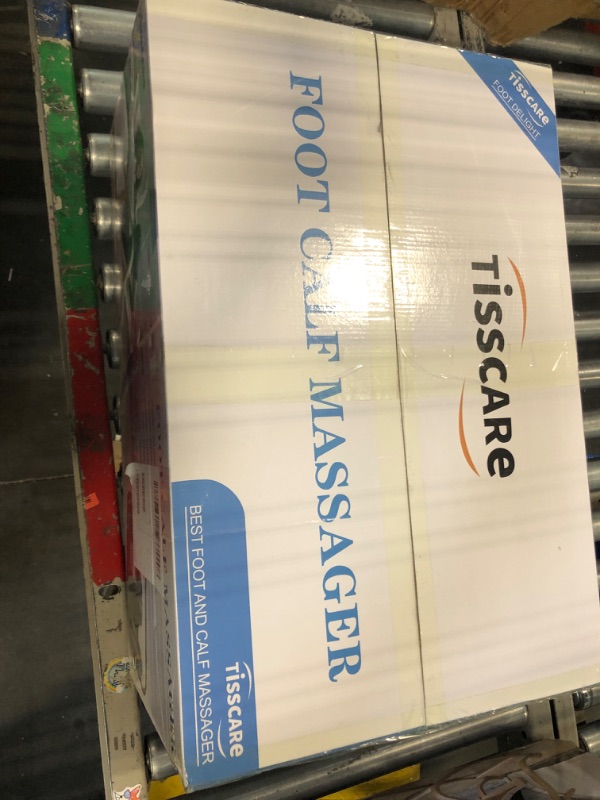 TISSCARE
FOOT DELIGHT
TISSCARE
FOOT CALF MASSAGER
TISSCARE
BEST FOOT AND CALF MASSAGER